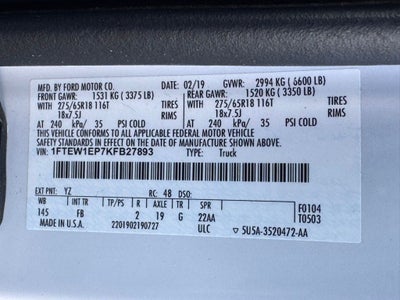 MFD. BY FORD MOTOR CO. 02/19 GVWR: 2994 KG (6600 LB)
FRONT GAWR: 1531 KG (3375 LB) REAR GAWR: 1520 KG (3350 LB)
WITH WITH
275/65R18 116T TIRES 275/65R18 116T TIRES
18x7.5J RIMS 18x7.5J RIMS
AT 240 kPa/ 35 PSI COLD AT 240 kPa/ 35 PSI COLD
THIS VEHICLE CONFORMS TO ALL APPLICABLE FEDERAL MOTOR VEHICLE
SAFETY STANDARDS IN EFFECT ON THE DATE OF MANUFACTURE SHOWN ABOVE.
VIN: 1FTEW1EP7KFB27893 TYPE: Truck
EXT PNT: YZ RC: 48 DSO: F0104
WB INT TR TP/PS R AXLE TR SPR T0503
145 FB 2 19 G 22AA
MADE IN U.S.A. 2201902190727 ULC 5U5A-3520472-AA